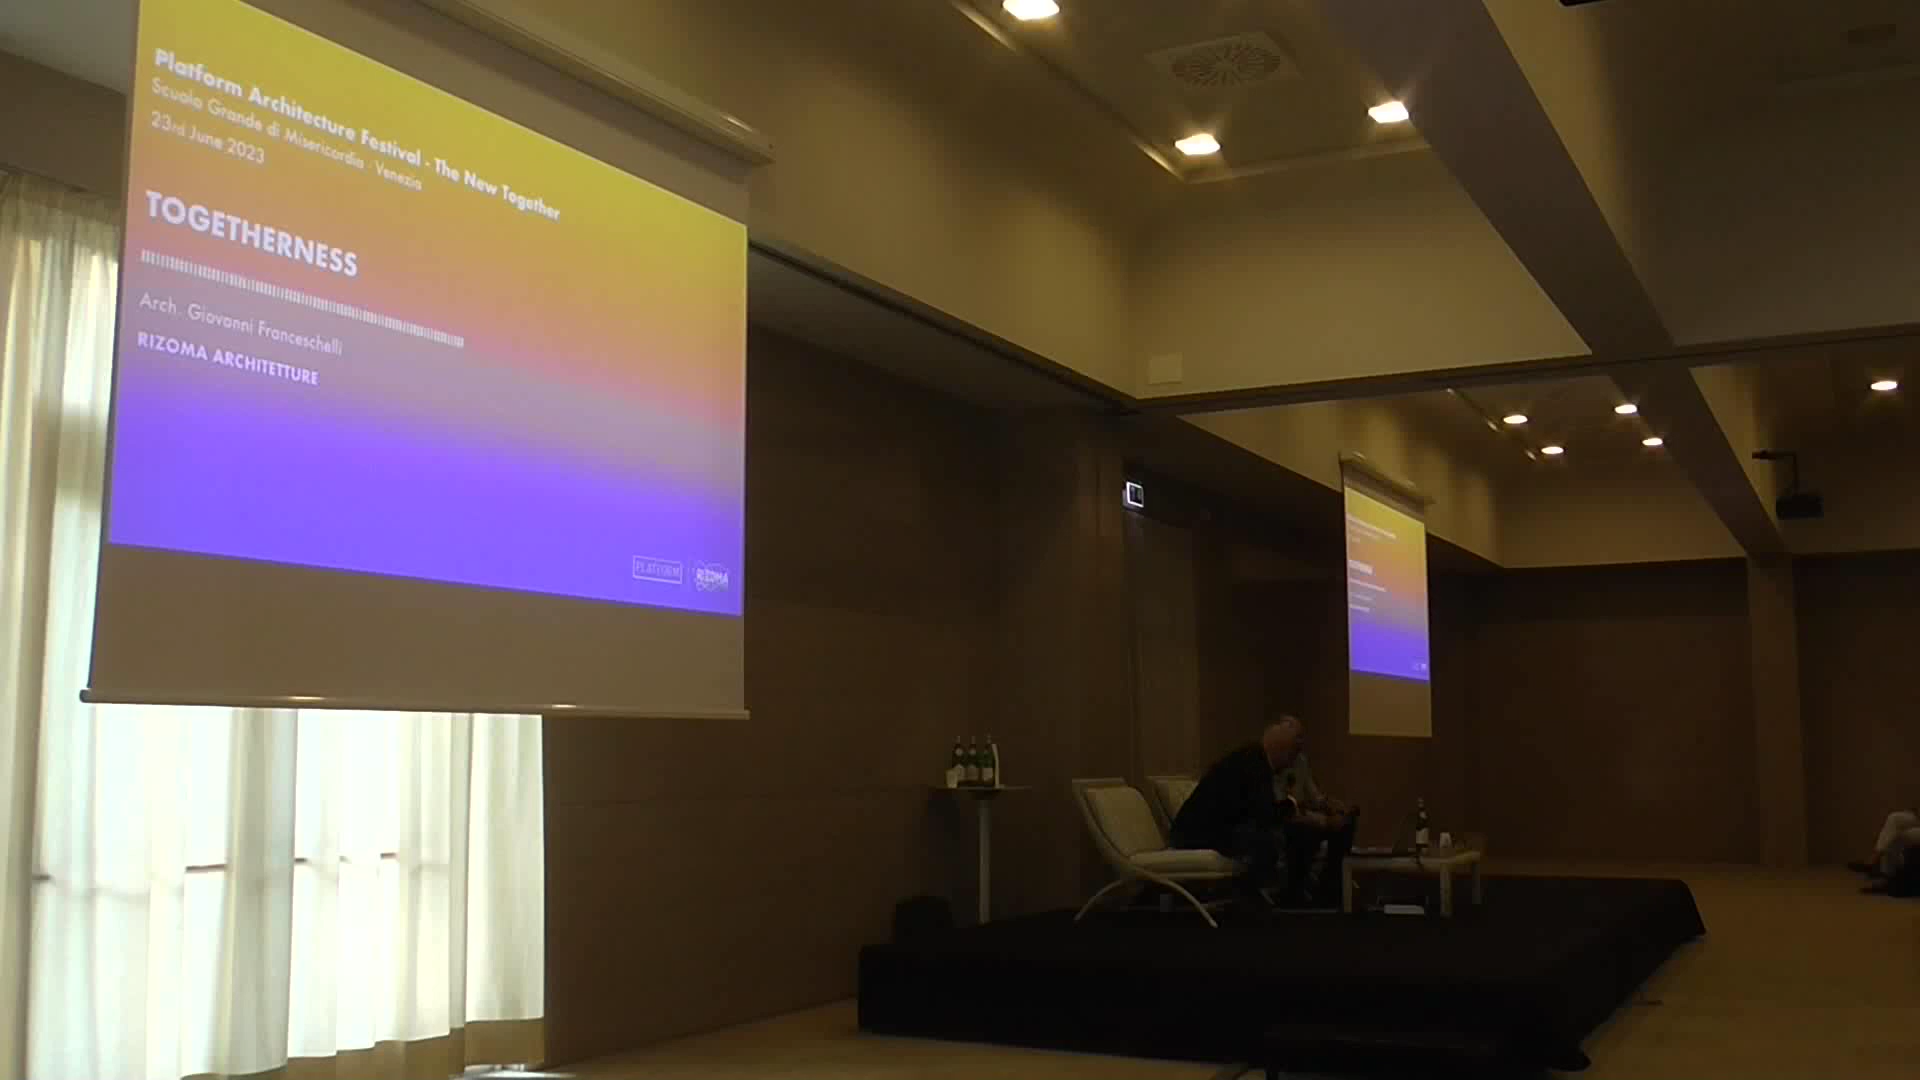 Platform Architecture Festival - The New Together
Scuola Grande di Misericordia - Venezia
23rd June 2023
TOGETHERNESS
Arch. Giovanni Franceschelli
RIZOMA ARCHITETTURE
PLATFORM
RIZOMA